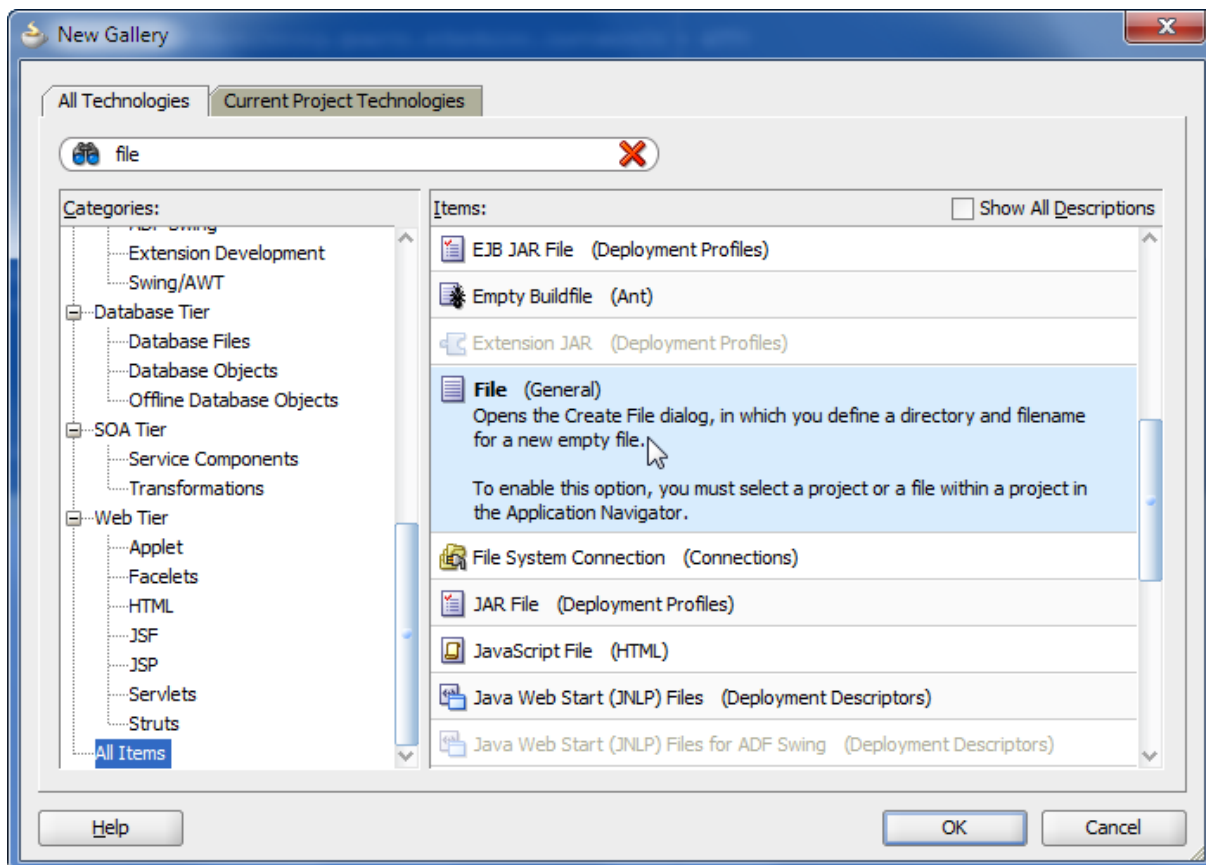 New Gallery
All Technologies
Current Project Technologies
file
Categories:
Extension Development
Swing/AWT
Database Tier
Database Files
Database Objects
Offline Database Objects
SOA Tier
Service Components
Transformations
Web Tier
Applet
Facelets
HTML
JSF
JSP
Servlets
Struts
All Items
Items:
Show All Descriptions
EJB JAR File (Deployment Profiles)
Empty Buildfile (Ant)
Extension JAR (Deployment Profiles)
File (General)
Opens the Create File dialog, in which you define a directory and filename
for a new empty file.
To enable this option, you must select a project or a file within a project in
the Application Navigator.
File System Connection (Connections)
JAR File (Deployment Profiles)
JavaScript File (HTML)
Java Web Start (JNLP) Files (Deployment Descriptors)
Java Web Start (JNLP) Files for ADF Swing (Deployment Descriptors)
Help
OK
Cancel